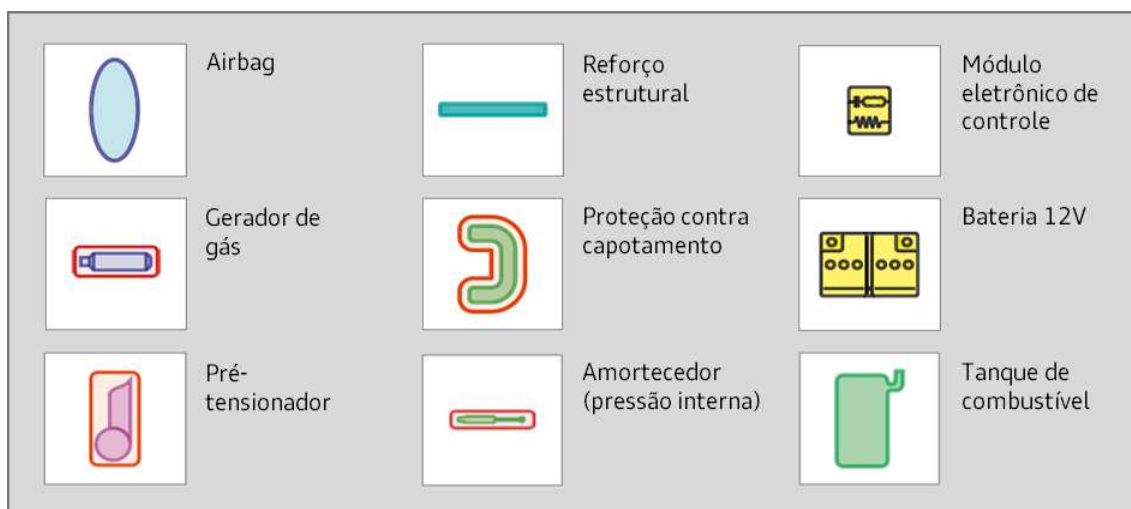 Airbag
Reforço
estrutural
Módulo
eletrônico de
controle
Gerador de
gás
Proteção contra
capotamento
Bateria 12V
Pré-
tensionador
Amortecedor
(pressão interna)
Tanque de
combustível